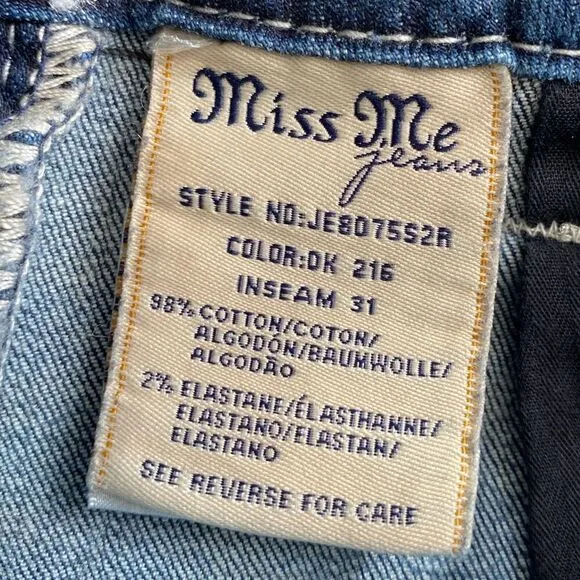 Miss Me
jeans
STYLE NO:JE8075S2R
COLOR:DK 216
INSEAM 31
98% COTTON/COTON/
ALGODÓN/BAUMWOLLE/
ALGODÃO
2% ELASTANE/ÉLASTHANNE/
ELASTANO/ELASTAN/
ELASTANO
SEE REVERSE FOR CARE